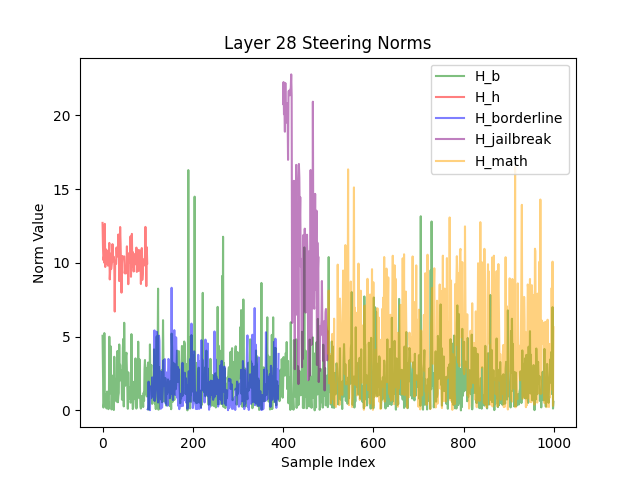 Layer 28 Steering Norms
Norm Value
20
15
10
5
0
H_b
H_h
H_borderline
H_jailbreak
H_math
0 200 400 600 800 1000
Sample Index